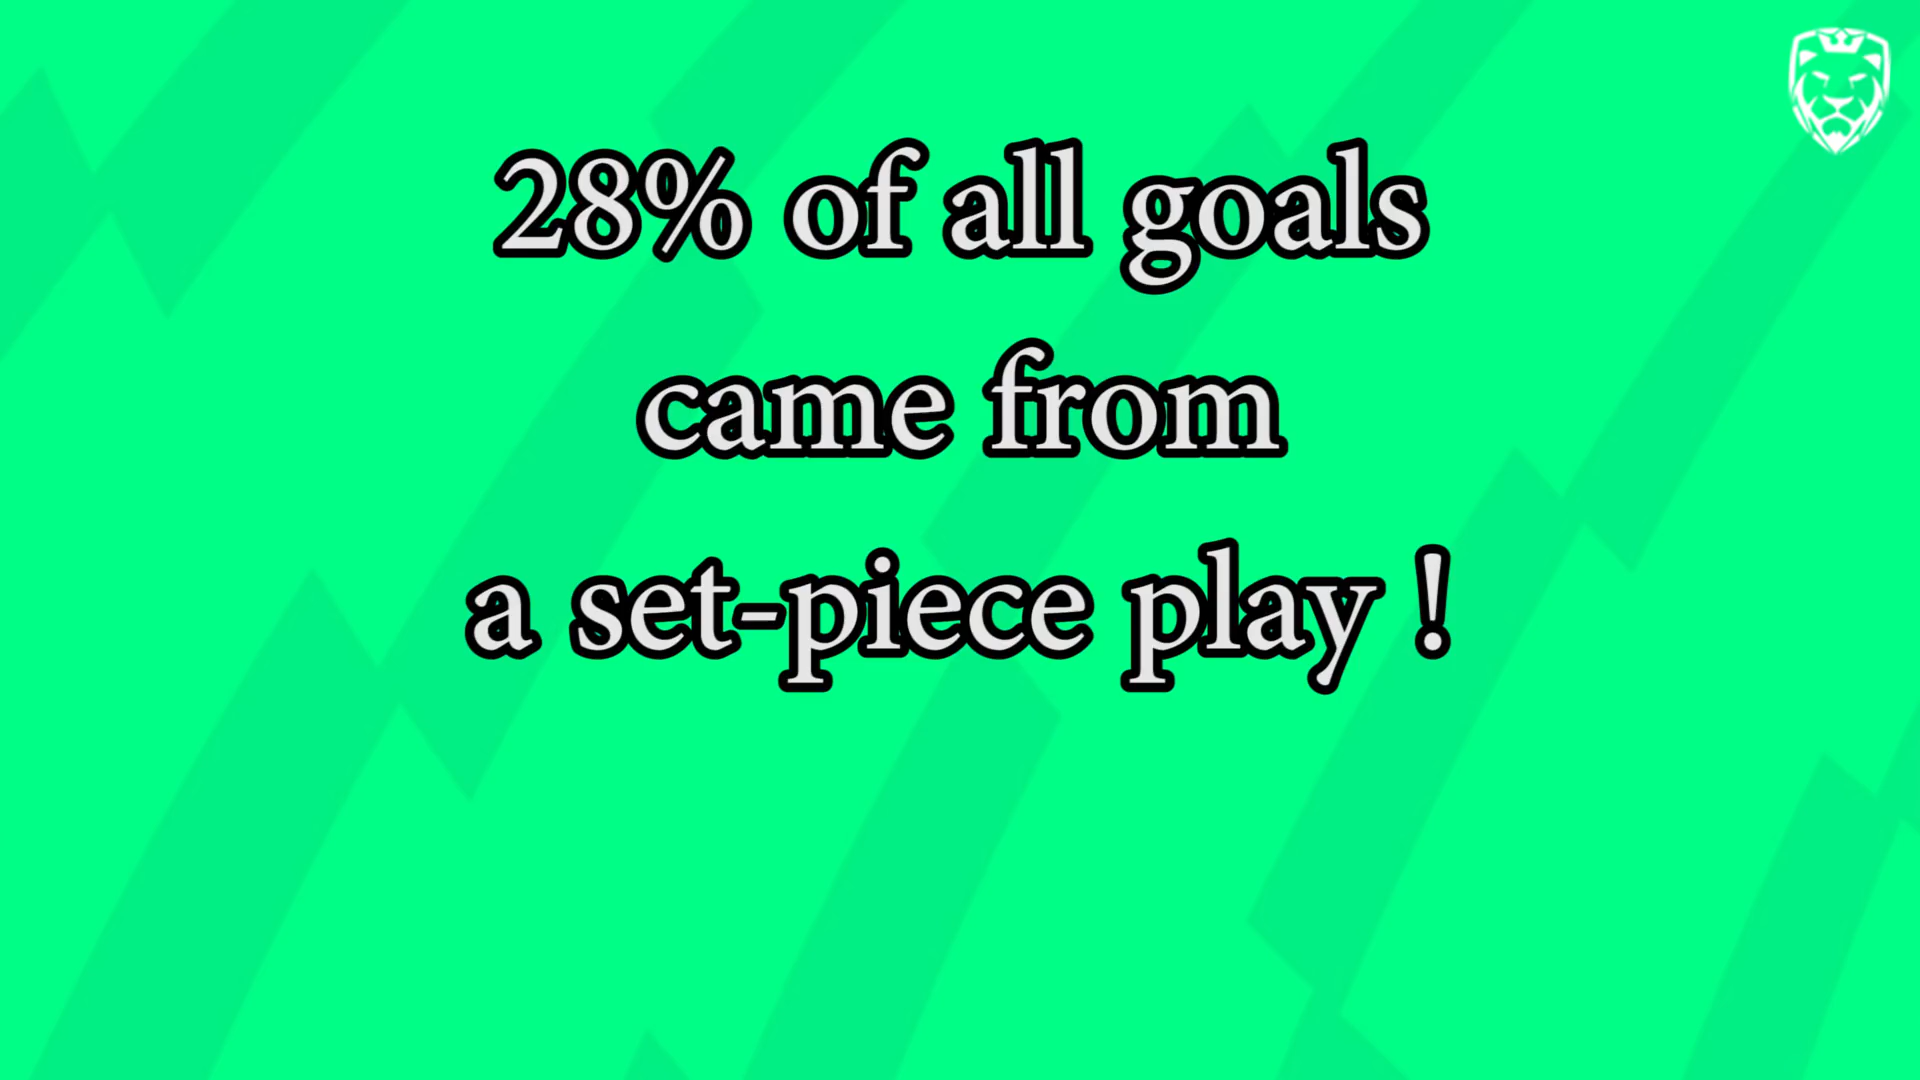 28% of all goals
came from
a set-piece play !